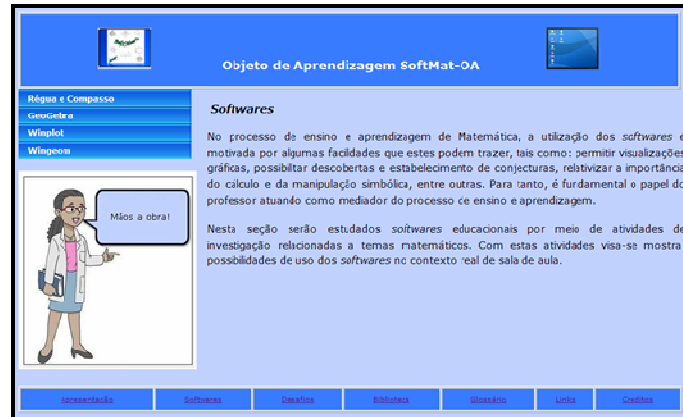 Objeto de Aprendizagem SoftMat-OA
Régua e Compasso
GeoGebra
Winplot
Wingeom
Mãos a obra!
Softwares
No processo de ensino e aprendizagem de Matemática, a utilização dos softwares é
motivada por algumas facildades que estes podem trazer, tais como: permitir visualizações
gráficas, possibiltar descobertas e estabelecimento de conjecturas, relativizar a importância
do cálculo e da manipulação simbólica, entre outras. Para tanto, é fundamental o papel do
professor atuando como mediador do processo de ensino e aprendizagem.
Nesta seção serão estudados softwares educacionais por meio de atividades de
investigação relacionadas a temas matemáticos. Com estas atividades visa-se mostra
possbilidades de uso dos softwares no contexto real de sala de aula.
Apresentação Softwares Desafios Biblioteca Glossário Links Créditos